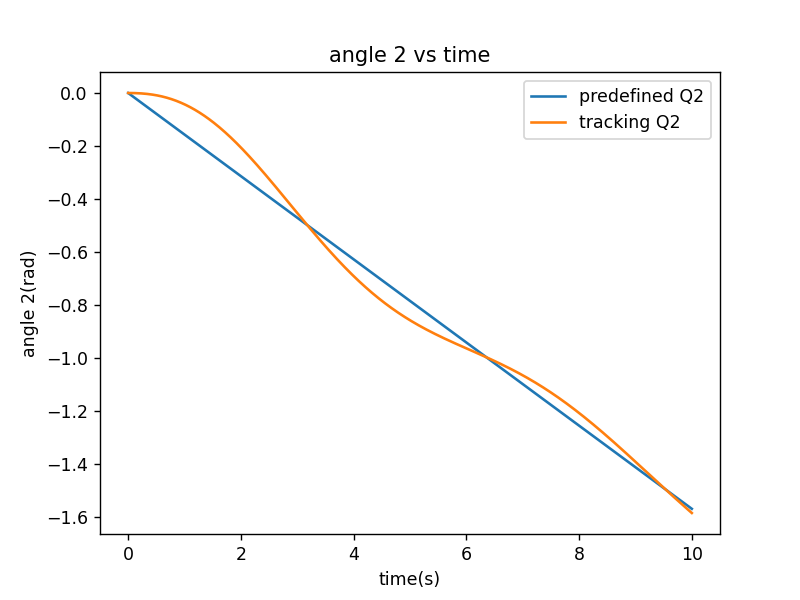 angle 2 vs time
predefined Q2
tracking Q2
0.0
−0.2
−0.4
−0.6
−0.8
−1.0
−1.2
−1.4
−1.6
angle 2(rad)
0 2 4 6 8 10
time(s)